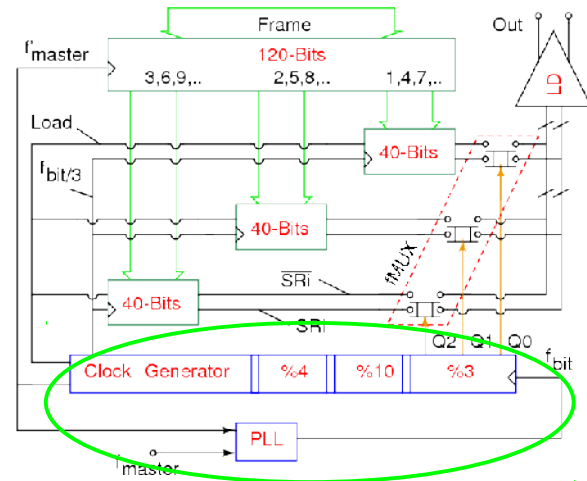 Frame
Out
f'master
120-Bits
3,6,9,.. 2,5,8,.. 1,4,7,..
LD
Load
40-Bits
fbit/3
40-Bits
fMUX
40-Bits
SRi
SRi
Q2 Q1 Q0
fbit
Clock Generator %4 %10 %3
PLL
fmaster